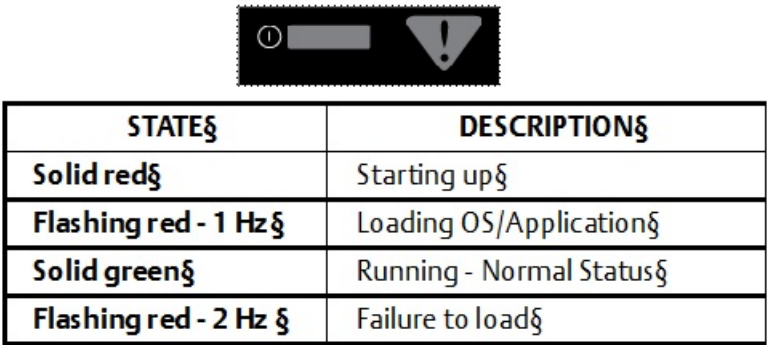 STATE§ DESCRIPTION§
Solid red§ Starting up§
Flashing red - 1 Hz§ Loading OS/Application§
Solid green§ Running - Normal Status§
Flashing red - 2 Hz § Failure to load§